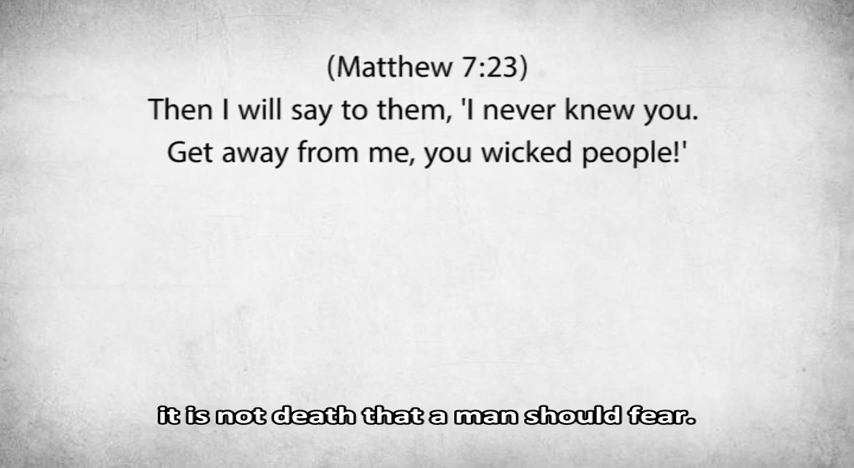 (Matthew 7:23)
Then I will say to them, 'I never knew you.
Get away from me, you wicked people!'
it is not death that a man should fear.